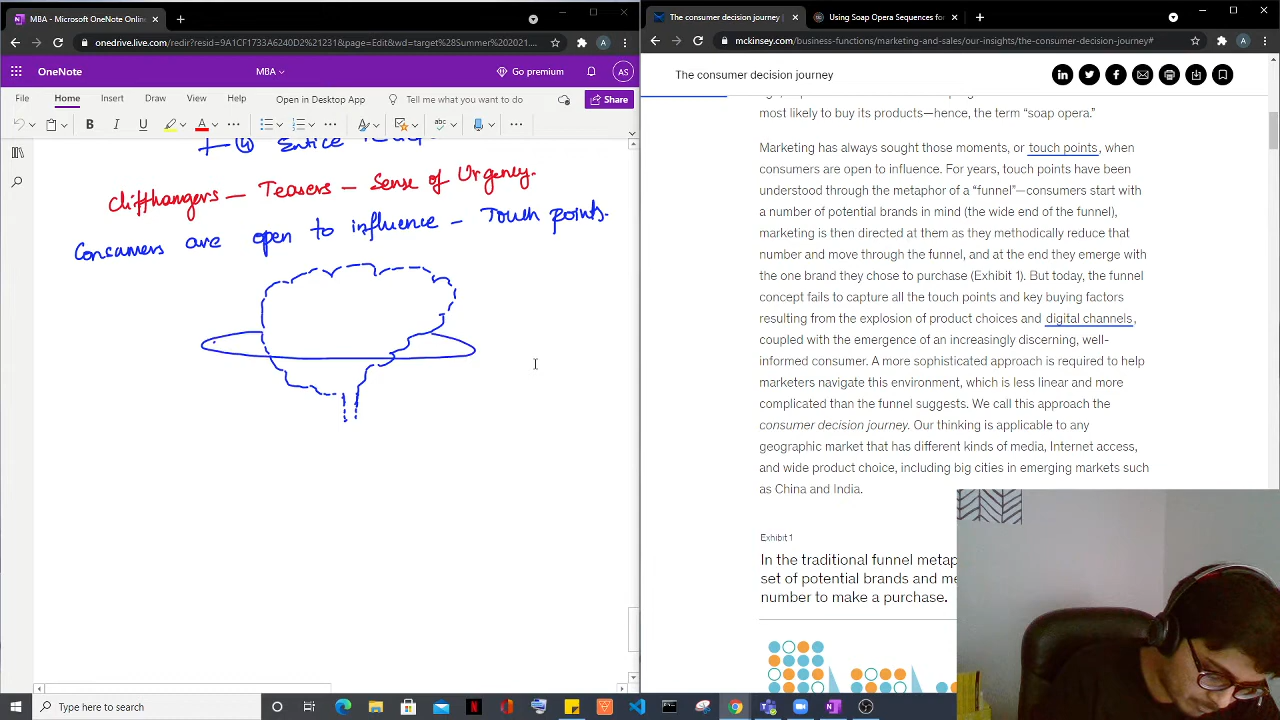 MBA - Microsoft OneNote Online
onedrive.live.com/redir?resid=9A1CF1733A6240D2%21231&page=Edit&wd=target%28Summer%202021....
OneNote
MBA
Go premium
AS
File
Home
Insert
Draw
View
Help
Open in Desktop App
Tell me what you want to do
Share
B I U A
④ Entice
Cliffhangers — Teasers — Sense of Urgency.
Consumers are open to influence - Touch points.
The consumer decision journey
Using Soap Opera Sequences for
mckinsey.com/business-functions/marketing-and-sales/our-insights/the-consumer-decision-journey#
The consumer decision journey
most likely to buy its products—hence, the term “soap opera.”
Marketing has always sought those moments, or touch points, when
consumers are open to influence. For years, touch points have been
understood through the metaphor of a “funnel”—consumers start with
a number of potential brands in mind (the wide end of the funnel),
marketing is then directed at them as they methodically reduce that
number and move through the funnel, and at the end they emerge with
the one brand they chose to purchase (Exhibit 1). But today, the funnel
concept fails to capture all the touch points and key buying factors
resulting from the explosion of product choices and digital channels,
coupled with the emergence of an increasingly discerning, well-
informed consumer. A more sophisticated approach is required to help
marketers navigate this environment, which is less linear and more
complicated than the funnel suggests. We call this approach the
consumer decision journey. Our thinking is applicable to any
geographic market that has different kinds of media, Internet access,
and wide product choice, including big cities in emerging markets such
as China and India.
Exhibit 1
In the traditional funnel metap
set of potential brands and me
number to make a purchase.
Type here to search